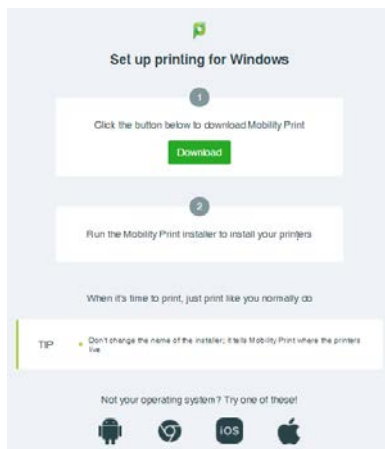 Set up printing for Windows
1
Click the button below to download Mobility Print
Download
2
Run the Mobility Print installer to install your printers
When it's time to print, just print like you normally do
TIP
Don't change the name of the installer; it tells Mobility Print where the printers
live
Not your operating system? Try one of these!
iOS